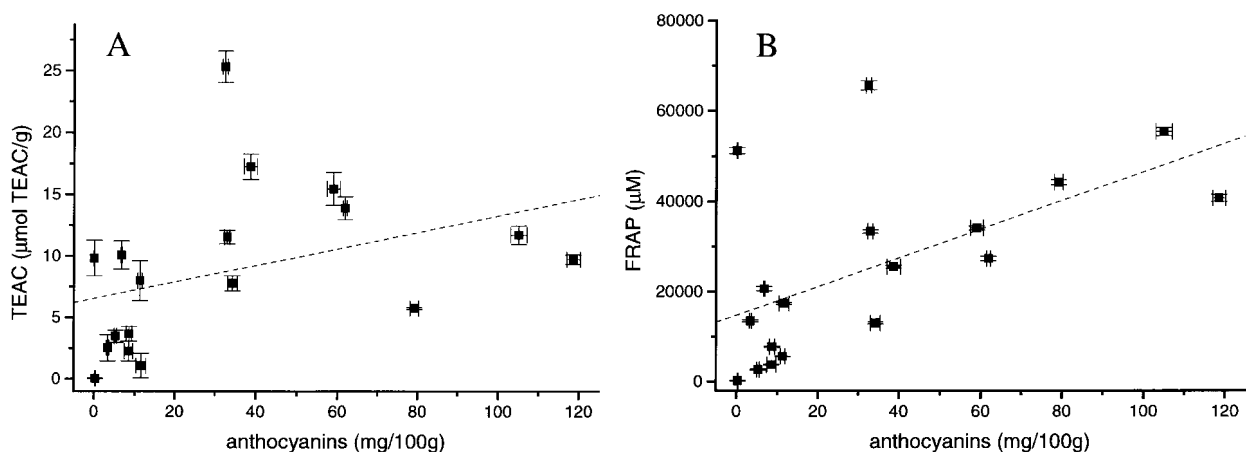 A
TEAC (μmol TEAC/g)
25
20
15
10
5
0
0 20 40 60 80 100 120
anthocyanins (mg/100g)
B
FRAP (μM)
80000
60000
40000
20000
0
0 20 40 60 80 100 120
anthocyanins (mg/100g)